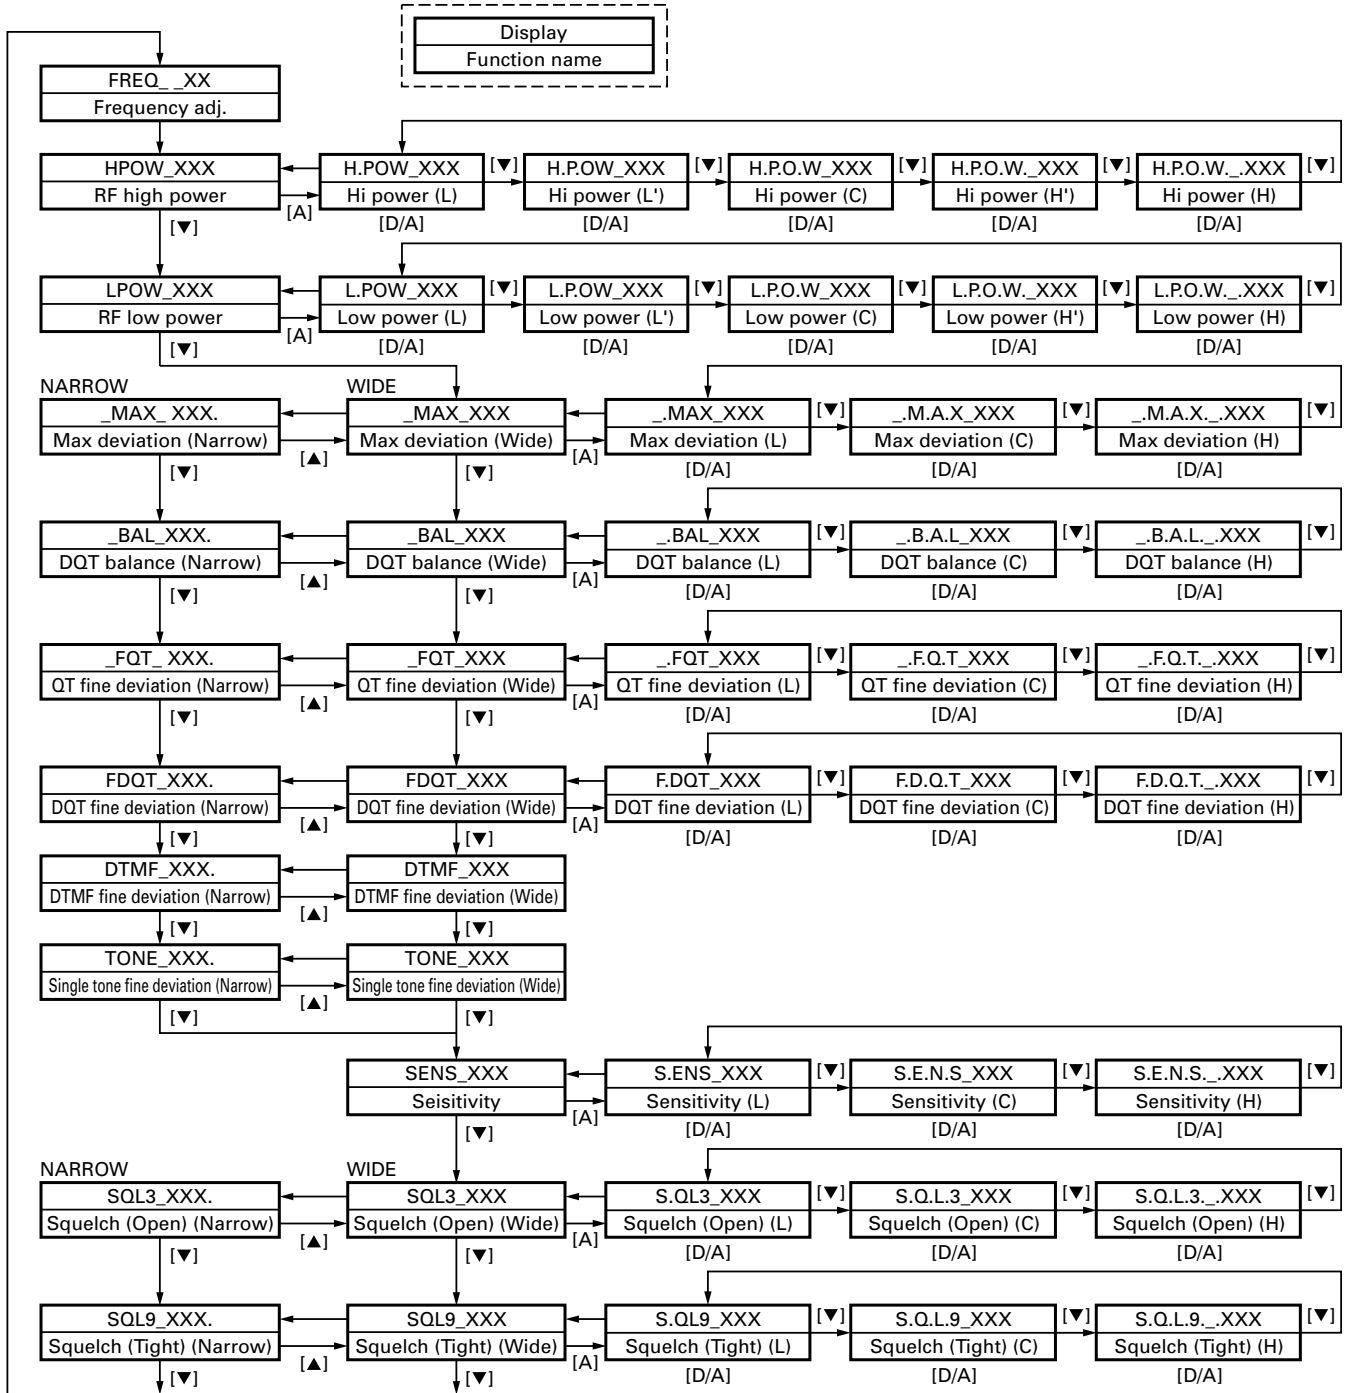 Display
Function name
FREQ_ _XX
Frequency adj.
HPOW_XXX
RF high power
[A]
[▼]
H.POW_XXX
Hi power (L)
[D/A]
[▼]
H.P.OW_XXX
Hi power (L')
[D/A]
[▼]
H.P.O.W_XXX
Hi power (C)
[D/A]
[▼]
H.P.O.W._XXX
Hi power (H')
[D/A]
[▼]
H.P.O.W._.XXX
Hi power (H)
[D/A]
[▼]
LPOW_XXX
RF low power
[A]
[▼]
L.POW_XXX
Low power (L)
[D/A]
[▼]
L.P.OW_XXX
Low power (L')
[D/A]
[▼]
L.P.O.W_XXX
Low power (C)
[D/A]
[▼]
L.P.O.W._XXX
Low power (H')
[D/A]
[▼]
L.P.O.W._.XXX
Low power (H)
[D/A]
[▼]
NARROW
WIDE
_MAX_ XXX.
Max deviation (Narrow)
[▲]
[▼]
_MAX_XXX
Max deviation (Wide)
[A]
[▼]
_.MAX_XXX
Max deviation (L)
[D/A]
[▼]
_.M.A.X_XXX
Max deviation (C)
[D/A]
[▼]
_.M.A.X._.XXX
Max deviation (H)
[D/A]
[▼]
_BAL_XXX.
DQT balance (Narrow)
[▲]
[▼]
_BAL_XXX
DQT balance (Wide)
[A]
[▼]
_.BAL_XXX
DQT balance (L)
[D/A]
[▼]
_.B.A.L_XXX
DQT balance (C)
[D/A]
[▼]
_.B.A.L._.XXX
DQT balance (H)
[D/A]
[▼]
_FQT_ XXX.
QT fine deviation (Narrow)
[▲]
[▼]
_FQT_XXX
QT fine deviation (Wide)
[A]
[▼]
_.FQT_XXX
QT fine deviation (L)
[D/A]
[▼]
_.F.Q.T_XXX
QT fine deviation (C)
[D/A]
[▼]
_.F.Q.T._.XXX
QT fine deviation (H)
[D/A]
[▼]
FDQT_XXX.
DQT fine deviation (Narrow)
[▲]
[▼]
FDQT_XXX
DQT fine deviation (Wide)
[A]
[▼]
F.DQT_XXX
DQT fine deviation (L)
[D/A]
[▼]
F.D.Q.T_XXX
DQT fine deviation (C)
[D/A]
[▼]
F.D.Q.T._.XXX
DQT fine deviation (H)
[D/A]
[▼]
DTMF_XXX.
DTMF fine deviation (Narrow)
[▲]
[▼]
DTMF_XXX
DTMF fine deviation (Wide)
[▼]
TONE_XXX.
Single tone fine deviation (Narrow)
[▲]
[▼]
TONE_XXX
Single tone fine deviation (Wide)
[▼]
SENS_XXX
Seisitivity
[A]
[▼]
S.ENS_XXX
Sensitivity (L)
[D/A]
[▼]
S.E.N.S_XXX
Sensitivity (C)
[D/A]
[▼]
S.E.N.S._.XXX
Sensitivity (H)
[D/A]
[▼]
NARROW
WIDE
SQL3_XXX.
Squelch (Open) (Narrow)
[▲]
[▼]
SQL3_XXX
Squelch (Open) (Wide)
[A]
[▼]
S.QL3_XXX
Squelch (Open) (L)
[D/A]
[▼]
S.Q.L.3_XXX
Squelch (Open) (C)
[D/A]
[▼]
S.Q.L.3._.XXX
Squelch (Open) (H)
[D/A]
[▼]
SQL9_XXX.
Squelch (Tight) (Narrow)
[▲]
[▼]
SQL9_XXX
Squelch (Tight) (Wide)
[A]
[▼]
S.QL9_XXX
Squelch (Tight) (L)
[D/A]
[▼]
S.Q.L.9_XXX
Squelch (Tight) (C)
[D/A]
[▼]
S.Q.L.9._.XXX
Squelch (Tight) (H)
[D/A]
[▼]